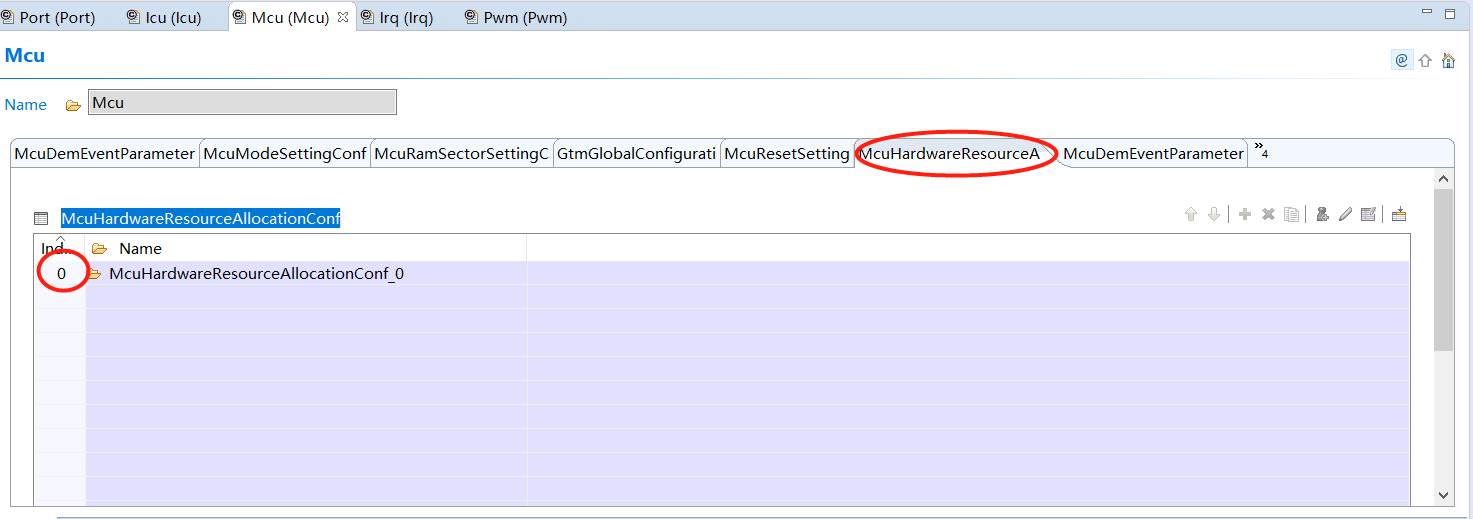 Port (Port) Icu (Icu) Mcu (Mcu) Irq (Irq) Pwm (Pwm)
Mcu
Name Mcu
McuDemEventParameter McuModeSettingConf McuRamSectorSettingC GtmGlobalConfigurati McuResetSetting McuHardwareResourceA McuDemEventParameter »4
McuHardwareResourceAllocationConf
Ind.. Name
0 McuHardwareResourceAllocationConf_0